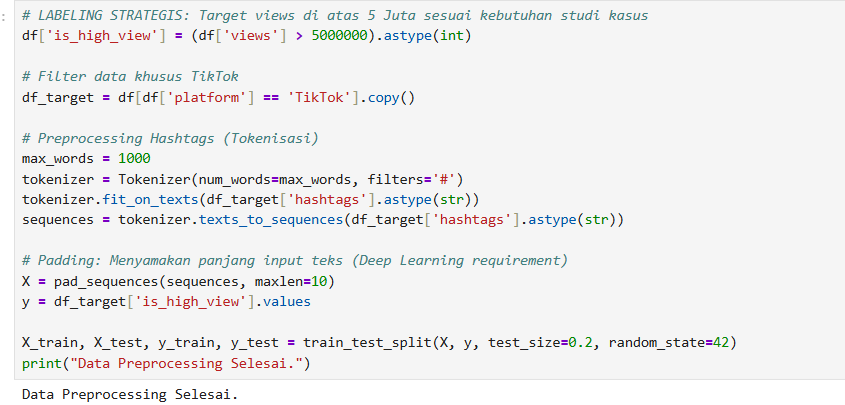 :
# LABELING STRATEGIS: Target views di atas 5 Juta sesuai kebutuhan studi kasus
df['is_high_view'] = (df['views'] > 5000000).astype(int)
# Filter data khusus TikTok
df_target = df[df['platform'] == 'TikTok'].copy()
# Preprocessing Hashtags (Tokenisasi)
max_words = 1000
tokenizer = Tokenizer(num_words=max_words, filters='#')
tokenizer.fit_on_texts(df_target['hashtags'].astype(str))
sequences = tokenizer.texts_to_sequences(df_target['hashtags'].astype(str))
# Padding: Menyamakan panjang input teks (Deep Learning requirement)
X = pad_sequences(sequences, maxlen=10)
y = df_target['is_high_view'].values
X_train, X_test, y_train, y_test = train_test_split(X, y, test_size=0.2, random_state=42)
print("Data Preprocessing Selesai.")
Data Preprocessing Selesai.